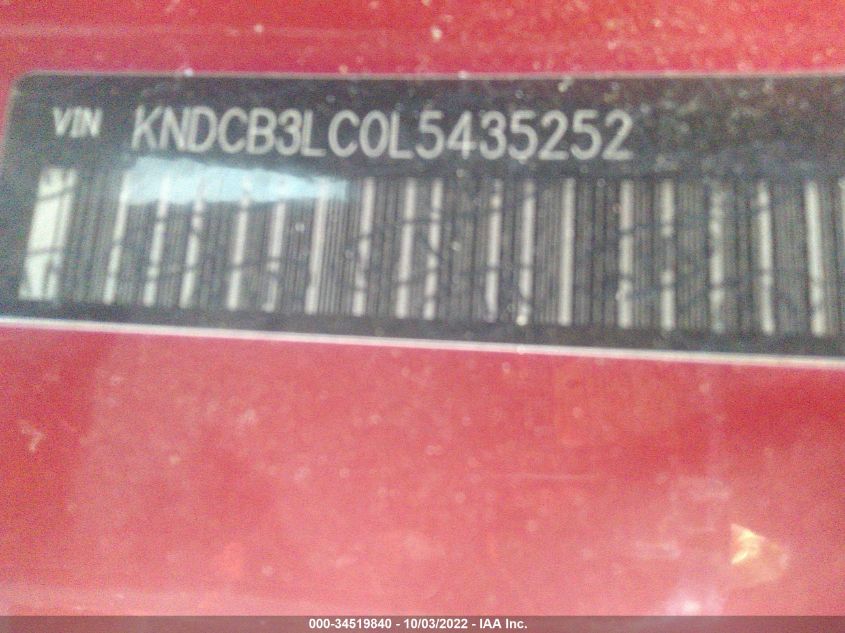 VIN KNDCB3LC0L5435252
000-34519840 - 10/03/2022 - IAA Inc.